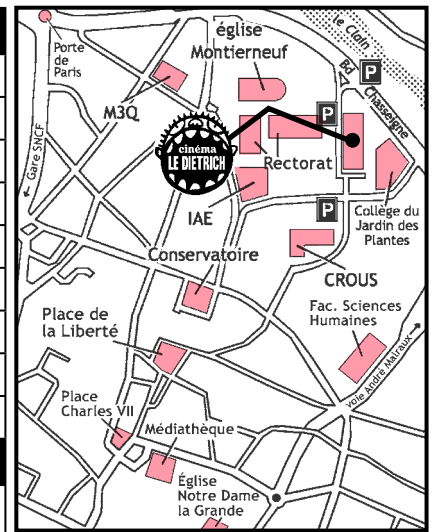 église
Montierneuf
le Clain
Porte
de
Paris
P
Bd Chasseigne
M3Q
P
cinéma
LE DIETRICH
Rectorat
Gare SNCF
IAE
P
Collège du
Jardin des
Plantes
Conservatoire
CROUS
Fac. Sciences
Humaines
Place de
la Liberté
voie André Malraux
Place
Charles VII
Médiathèque
Église
Notre Dame
la Grande